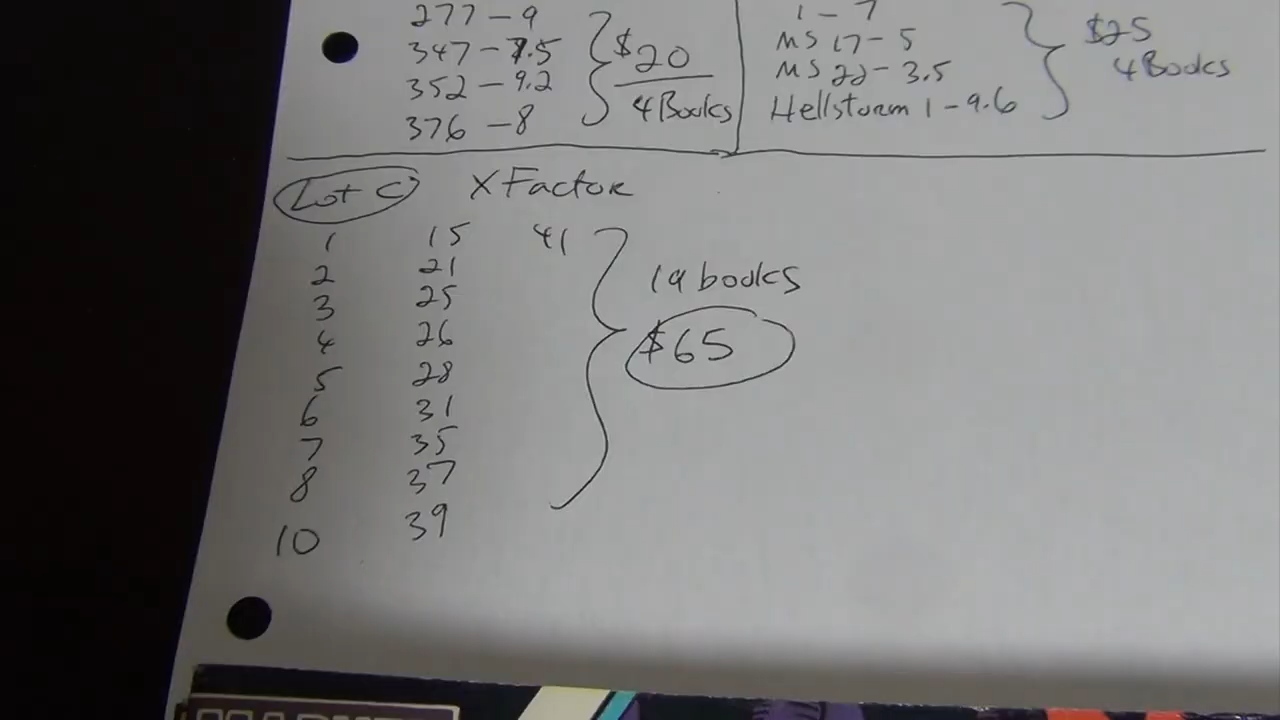 277 - 9
347 - 7.5
352 - 9.2
376 - 8
$20
4 Books
1 - 7
MS 17 - 5
MS 22 - 3.5
Hellstorm 1 - 9.6
$25
4 Books
Lot C X Factor
1 15 41
2 21
3 25
4 26
5 28
6 31
7 35
8 37
10 39
19 books
$65